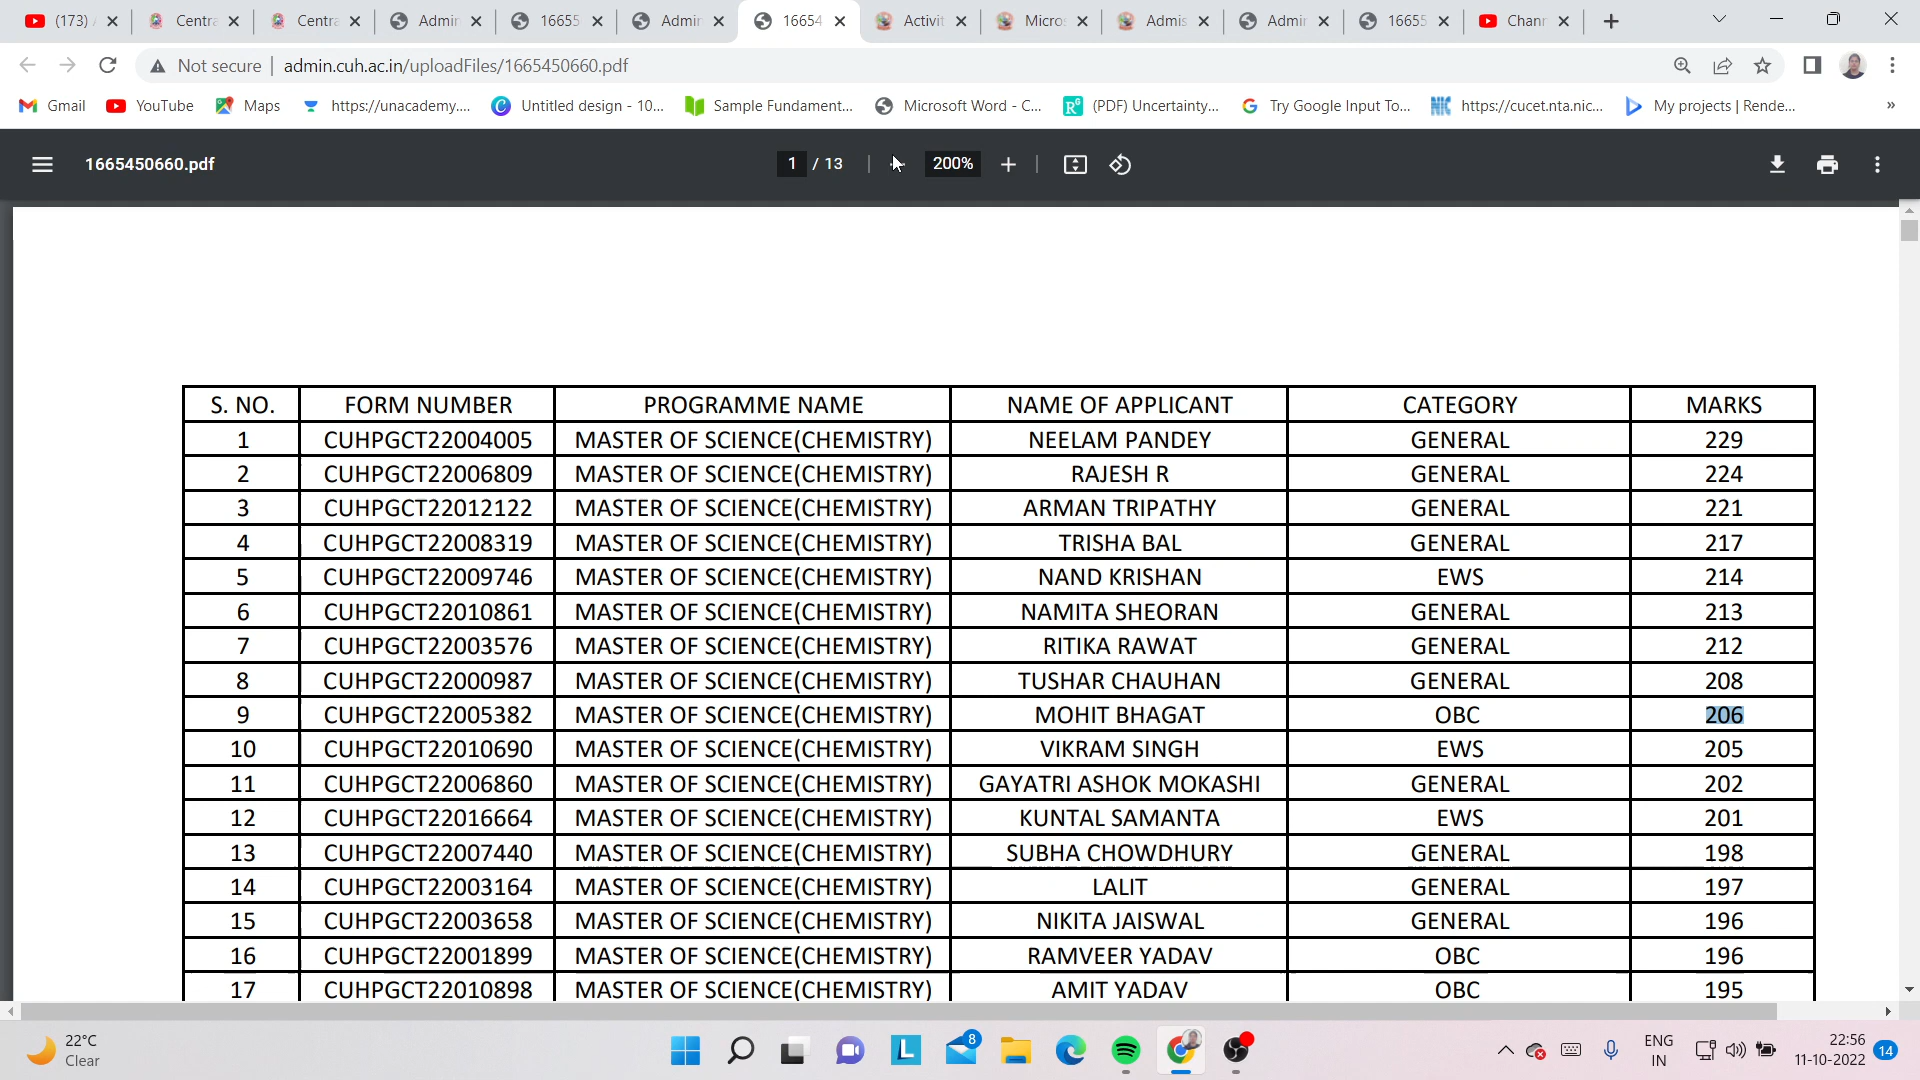 (173) Centra Centra Admin 16655 Admin 16654 Activit Micro Admis Admin 16655 Chan
Not secure admin.cuh.ac.in/uploadFiles/1665450660.pdf
Gmail YouTube Maps https://unacademy.... Untitled design - 10... Sample Fundament... Microsoft Word - C... (PDF) Uncertainty... Try Google Input To... https://cucet.nta.nic... My projects | Rende... »
1665450660.pdf 1 / 13 200%
S. NO. FORM NUMBER PROGRAMME NAME NAME OF APPLICANT CATEGORY MARKS
1 CUHPGCT22004005 MASTER OF SCIENCE(CHEMISTRY) NEELAM PANDEY GENERAL 229
2 CUHPGCT22006809 MASTER OF SCIENCE(CHEMISTRY) RAJESH R GENERAL 224
3 CUHPGCT22012122 MASTER OF SCIENCE(CHEMISTRY) ARMAN TRIPATHY GENERAL 221
4 CUHPGCT22008319 MASTER OF SCIENCE(CHEMISTRY) TRISHA BAL GENERAL 217
5 CUHPGCT22009746 MASTER OF SCIENCE(CHEMISTRY) NAND KRISHAN EWS 214
6 CUHPGCT22010861 MASTER OF SCIENCE(CHEMISTRY) NAMITA SHEORAN GENERAL 213
7 CUHPGCT22003576 MASTER OF SCIENCE(CHEMISTRY) RITIKA RAWAT GENERAL 212
8 CUHPGCT22000987 MASTER OF SCIENCE(CHEMISTRY) TUSHAR CHAUHAN GENERAL 208
9 CUHPGCT22005382 MASTER OF SCIENCE(CHEMISTRY) MOHIT BHAGAT OBC 206
10 CUHPGCT22010690 MASTER OF SCIENCE(CHEMISTRY) VIKRAM SINGH EWS 205
11 CUHPGCT22006860 MASTER OF SCIENCE(CHEMISTRY) GAYATRI ASHOK MOKASHI GENERAL 202
12 CUHPGCT22016664 MASTER OF SCIENCE(CHEMISTRY) KUNTAL SAMANTA EWS 201
13 CUHPGCT22007440 MASTER OF SCIENCE(CHEMISTRY) SUBHA CHOWDHURY GENERAL 198
14 CUHPGCT22003164 MASTER OF SCIENCE(CHEMISTRY) LALIT GENERAL 197
15 CUHPGCT22003658 MASTER OF SCIENCE(CHEMISTRY) NIKITA JAISWAL GENERAL 196
16 CUHPGCT22001899 MASTER OF SCIENCE(CHEMISTRY) RAMVEER YADAV OBC 196
17 CUHPGCT22010898 MASTER OF SCIENCE(CHEMISTRY) AMIT YADAV OBC 195
22°C 8 ENG 22:56
Clear IN 11-10-2022 14